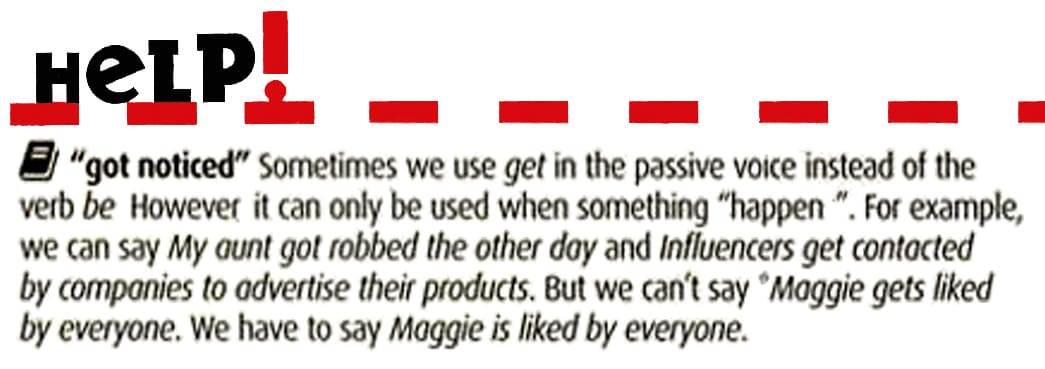 HeLP!
“got noticed” Sometimes we use get in the passive voice instead of the
verb be However it can only be used when something “happen ”. For example,
we can say My aunt got robbed the other day and Influencers get contacted
by companies to advertise their products. But we can't say *Maggie gets liked
by everyone. We have to say Maggie is liked by everyone.